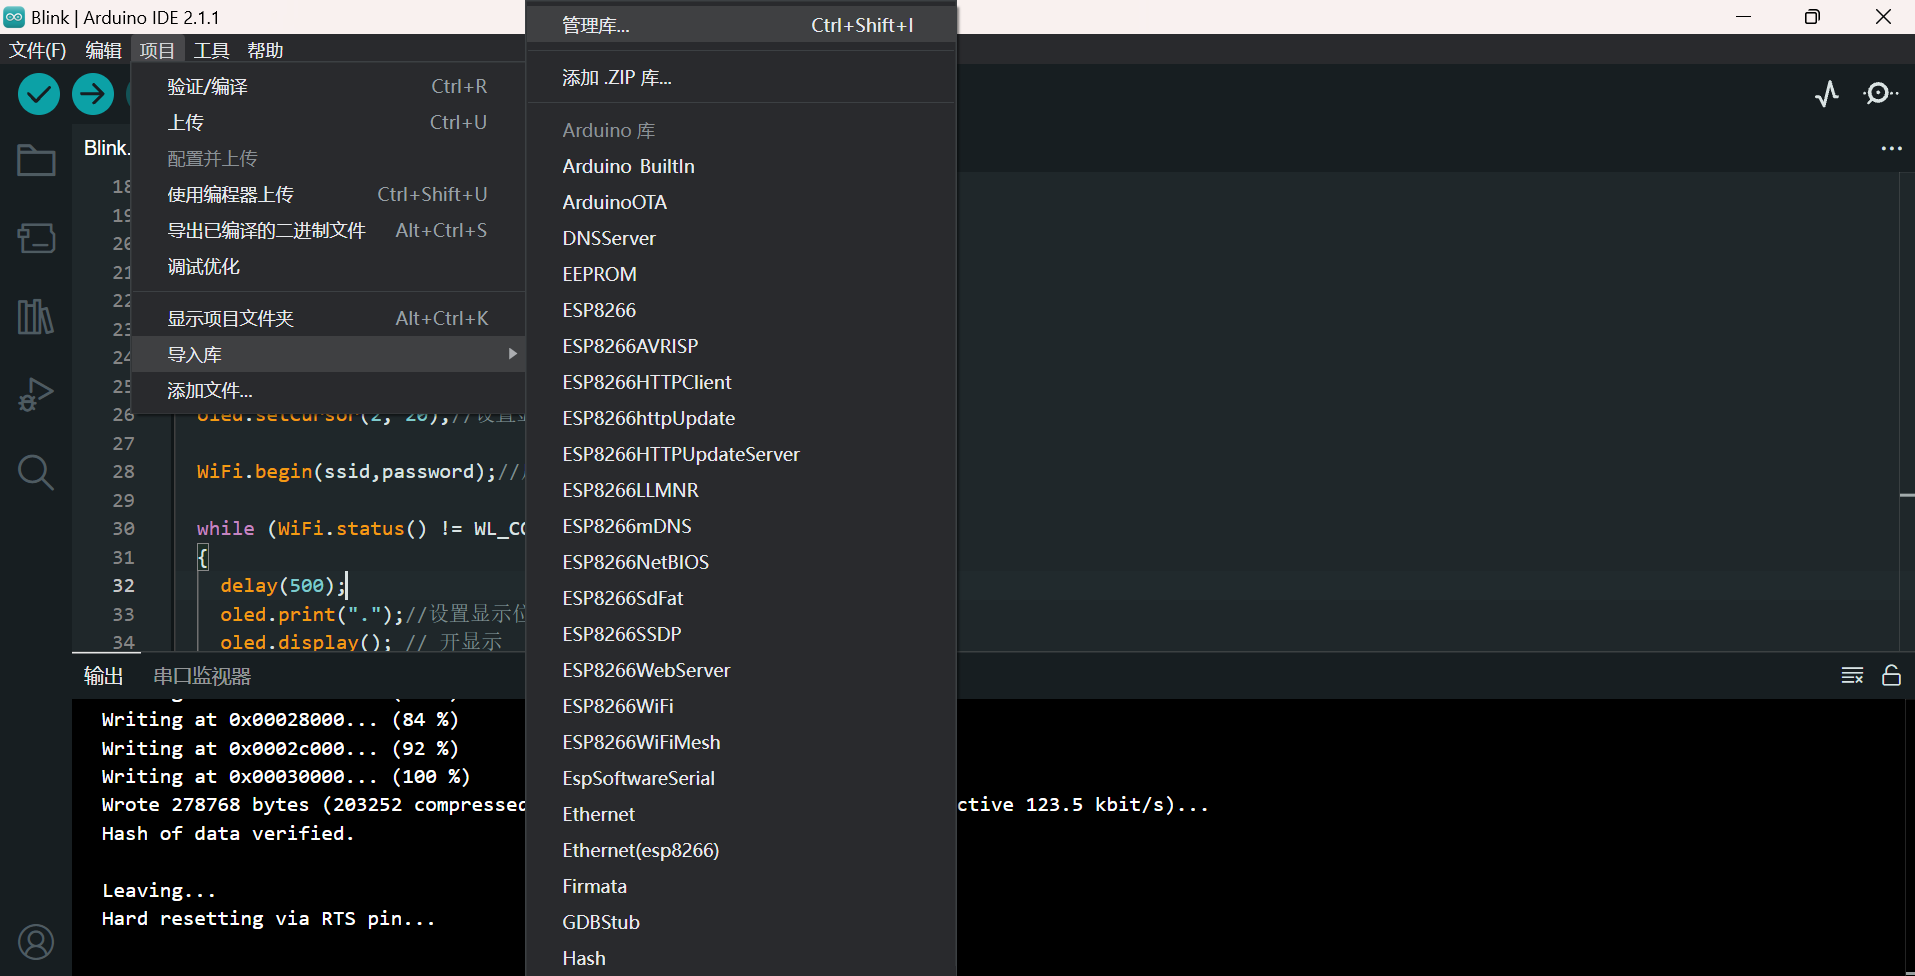 Blink | Arduino IDE 2.1.1
文件(F) 编辑 项目 工具 帮助
验证/编译 Ctrl+R
上传 Ctrl+U
配置并上传
使用编程器上传 Ctrl+Shift+U
导出已编译的二进制文件 Alt+Ctrl+S
调试优化
显示项目文件夹 Alt+Ctrl+K
导入库
添加文件...
管理库... Ctrl+Shift+I
添加 .ZIP 库...
Arduino 库
Arduino_BuiltIn
ArduinoOTA
DNSServer
EEPROM
ESP8266
ESP8266AVRISP
ESP8266HTTPClient
ESP8266httpUpdate
ESP8266HTTPUpdateServer
ESP8266LLMNR
ESP8266mDNS
ESP8266NetBIOS
ESP8266SdFat
ESP8266SSDP
ESP8266WebServer
ESP8266WiFi
ESP8266WiFiMesh
EspSoftwareSerial
Ethernet
Ethernet(esp8266)
Firmata
GDBStub
Hash
Blink.
18
19
20
21
22
23
24
25
26 oled.setCursor(2, 20);//设置显
27
28 WiFi.begin(ssid,password);//
29
30 while (WiFi.status() != WL_CO
31 {
32 delay(500);
33 oled.print(".");//设置显示位
34 oled.display(); // 开显示
输出 串口监视器
Writing at 0x00028000... (84 %)
Writing at 0x0002c000... (92 %)
Writing at 0x00030000... (100 %)
Wrote 278768 bytes (203252 compressed ctive 123.5 kbit/s)...
Hash of data verified.
Leaving...
Hard resetting via RTS pin...